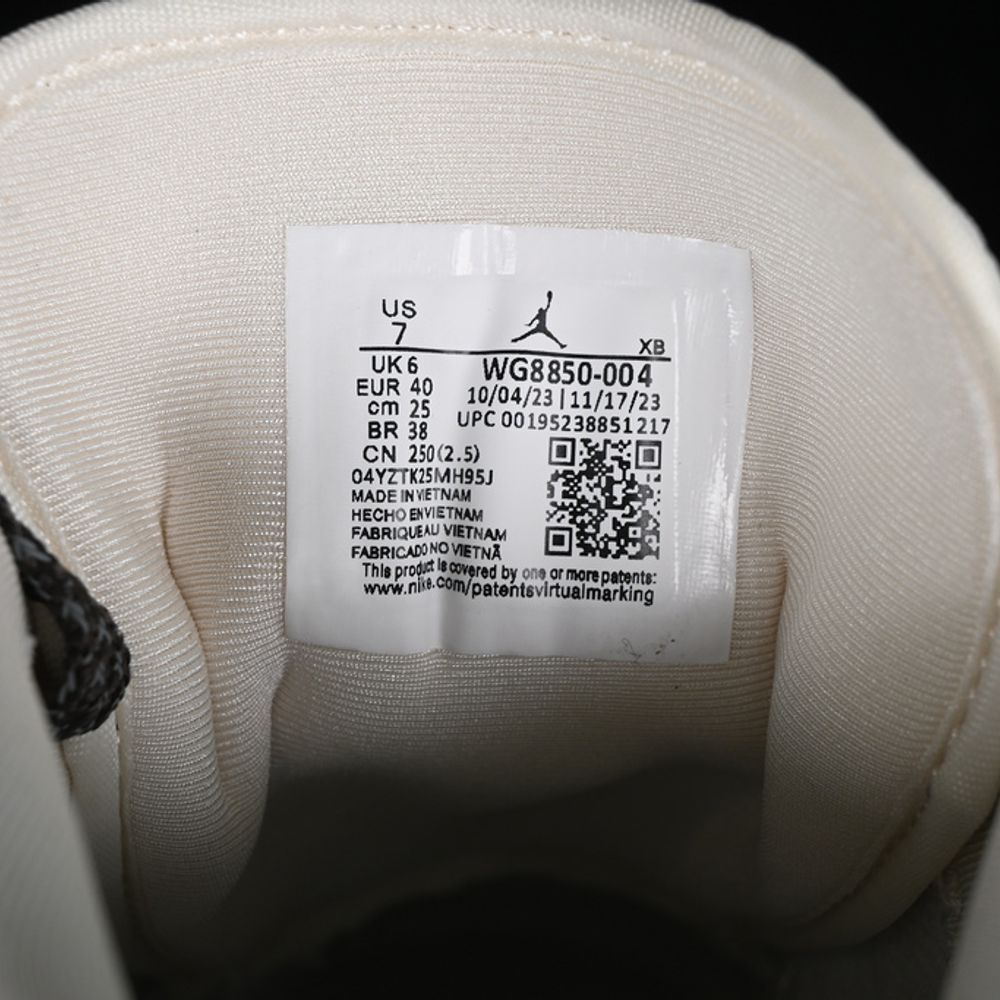 US
7
XB
UK 6
WG8850-004
EUR 40
10/04/23 | 11/17/23
cm 25
UPC 00195238851217
BR 38
CN 250(2.5)
04YZTK25MH95J
MADE IN VIETNAM
HECHO EN VIETNAM
FABRIQUE AU VIETNAM
FABRICADO NO VIETNÃ
This product is covered by one or more patents:
www.nike.com/patentsvirtualmarking